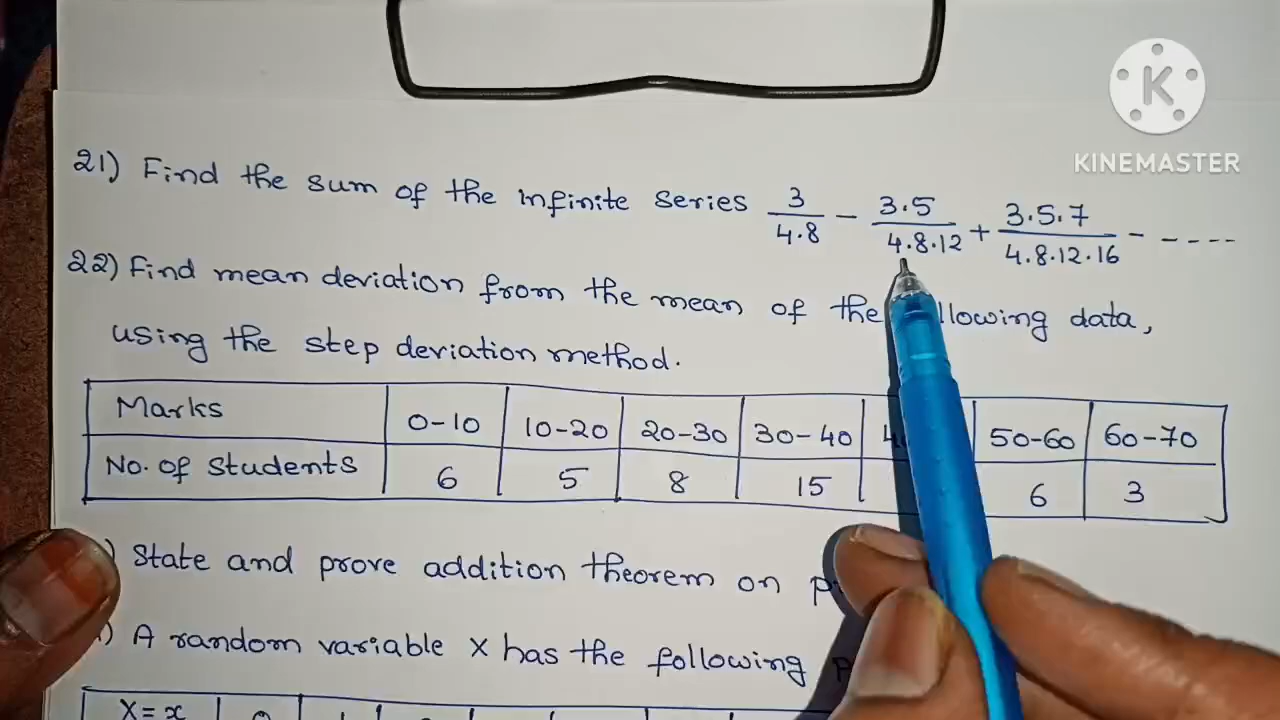 KINEMASTER
21) Find the sum of the infinite series 3/4.8 - 3.5/4.8.12 + 3.5.7/4.8.12.16 - - - - -
22) Find mean deviation from the mean of the following data,
using the step deviation method.
Marks 0-10 10-20 20-30 30-40 50-60 60-70
No. of students 6 5 8 15 6 3
) State and prove addition theorem on
) A random variable X has the following
X=x 0 1